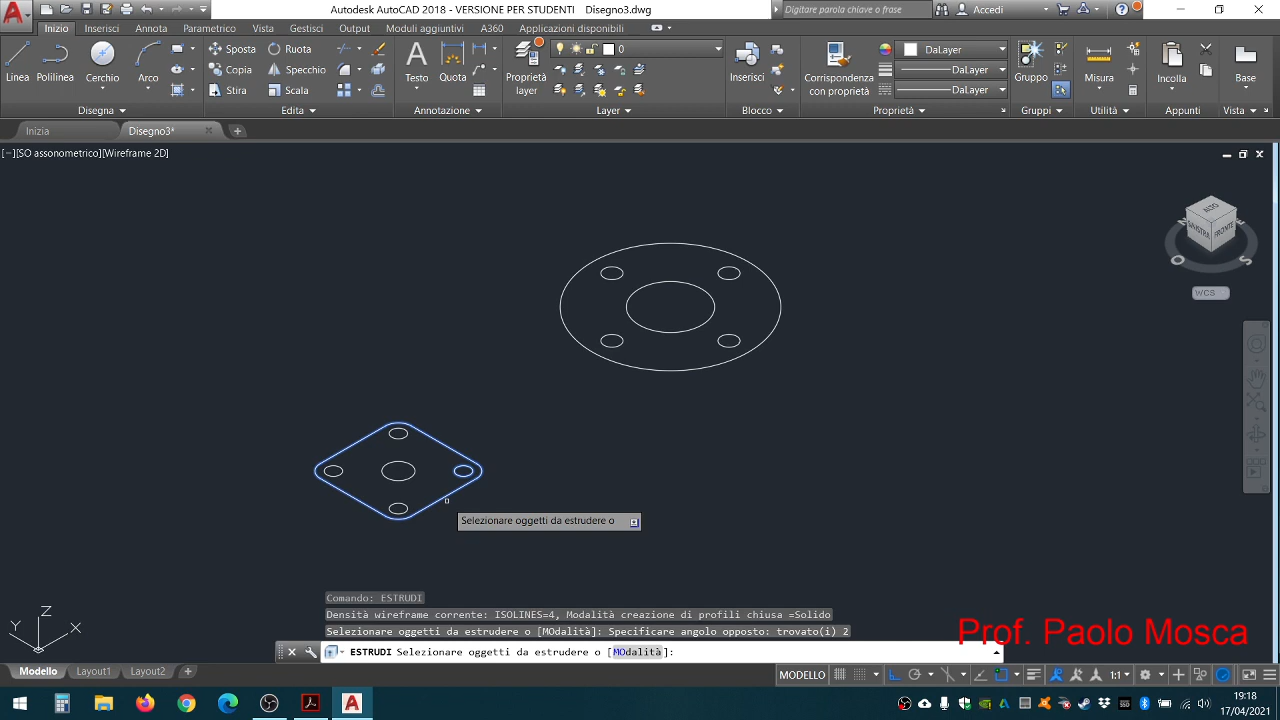 Autodesk AutoCAD 2018 - VERSIONE PER STUDENTI Disegno3.dwg
Digitare parola chiave o frase
Accedi
Inizio Inserisci Annota Parametrico Vista Gestisci Output Moduli aggiuntivi A360 Applicazioni disponibili
Linea Polilinea Cerchio Arco
Sposta Ruota
Copia Specchio
Stira Scala
Testo Quota
Proprietà layer
0
Inserisci
Corrispondenza con proprietà
DaLayer
DaLayer
DaLayer
Gruppo
Misura
Incolla
Base
Disegna Edita Annotazione Layer Blocco Proprietà Gruppi Utilità Appunti Vista
Inizia Disegno3*
[−][SO assonometrico][Wireframe 2D]
ALTO
SINISTRA FRONTE
O S
WCS
Selezionare oggetti da estrudere o
Z
Y X
Comando: ESTRUDI
Densità wireframe corrente: ISOLINES=4, Modalità creazione di profili chiusa =Solido
Selezionare oggetti da estrudere o [MOdalità]: Specificare angolo opposto: trovato(i) 2
ESTRUDI Selezionare oggetti da estrudere o [MOdalità]:
Prof. Paolo Mosca
Modello Layout1 Layout2
MODELLO 1:1
19:18
17/04/2021